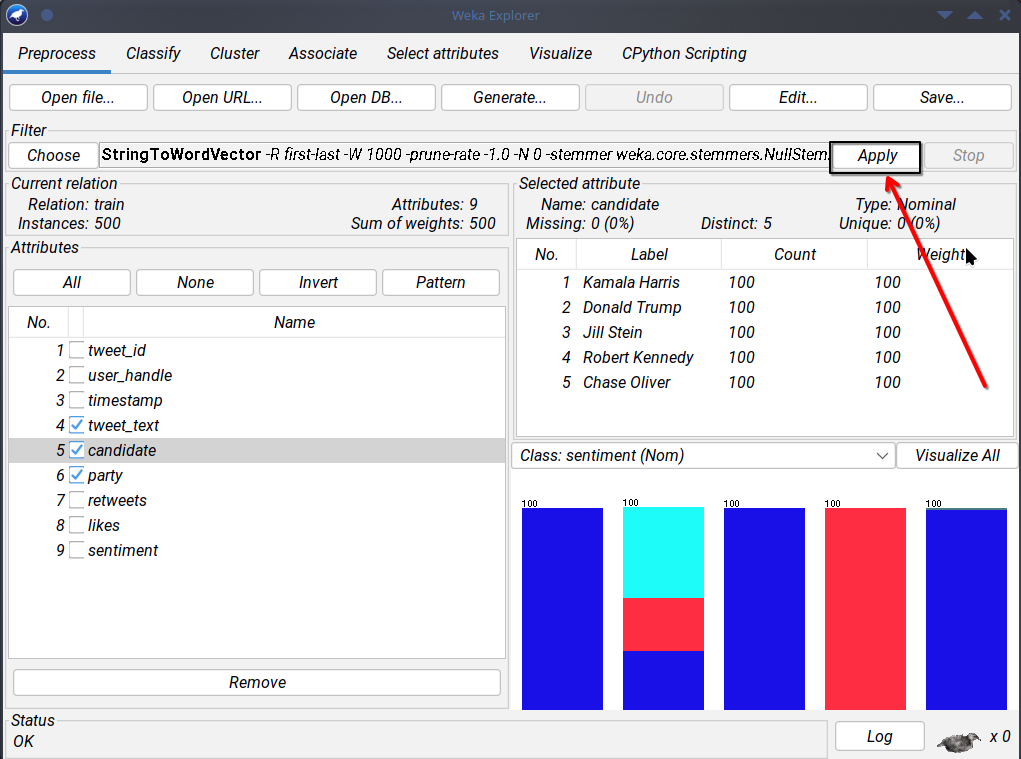 Weka Explorer
Preprocess Classify Cluster Associate Select attributes Visualize CPython Scripting
Open file... Open URL... Open DB... Generate... Undo Edit... Save...
Filter
Choose StringToWordVector -R first-last -W 1000 -prune-rate -1.0 -N 0 -stemmer weka.core.stemmers.NullStem. Apply Stop
Current relation
Relation: train Attributes: 9
Instances: 500 Sum of weights: 500
Attributes
All None Invert Pattern
No. Name
1 tweet_id
2 user_handle
3 timestamp
4 tweet_text
5 candidate
6 party
7 retweets
8 likes
9 sentiment
Remove
Selected attribute
Name: candidate Type: Nominal
Missing: 0 (0%) Distinct: 5 Unique: 0 (0%)
No. Label Count Weight
1 Kamala Harris 100 100
2 Donald Trump 100 100
3 Jill Stein 100 100
4 Robert Kennedy 100 100
5 Chase Oliver 100 100
Class: sentiment (Nom) Visualize All
100 100 100 100 100
Status
OK
Log x 0